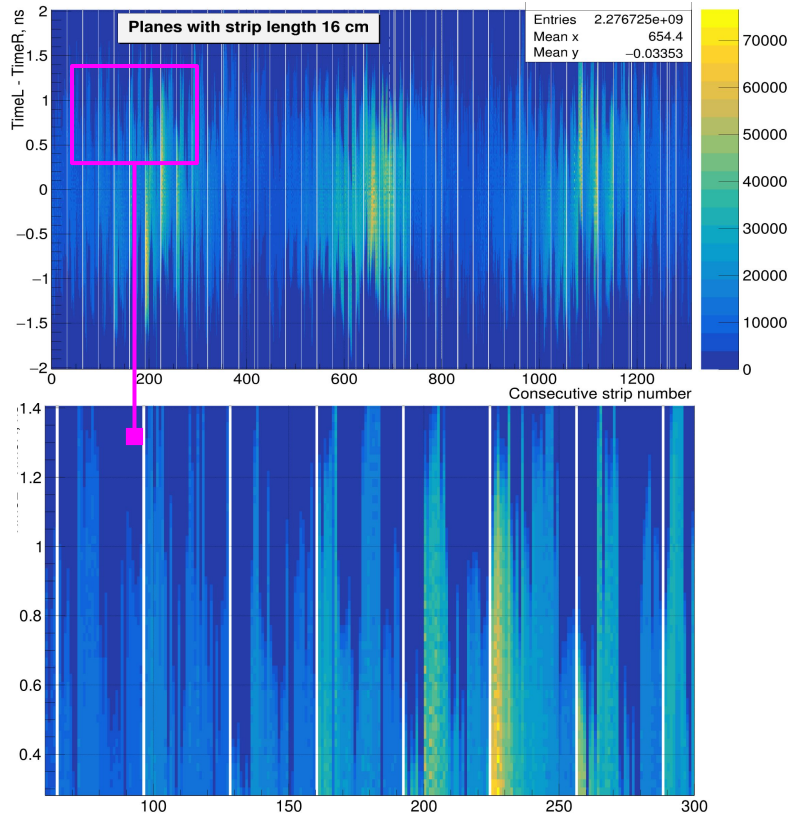 Planes with strip length 16 cm
Entries 2.276725e+09
Mean x 654.4
Mean y −0.03353
TimeL - TimeR, ns
2
1.5
1
0.5
0
−0.5
−1
−1.5
−2
0 200 400 600 800 1000 1200
Consecutive strip number
70000
60000
50000
40000
30000
20000
10000
0
1.4
1.2
1
0.8
0.6
0.4
100 150 200 250 300